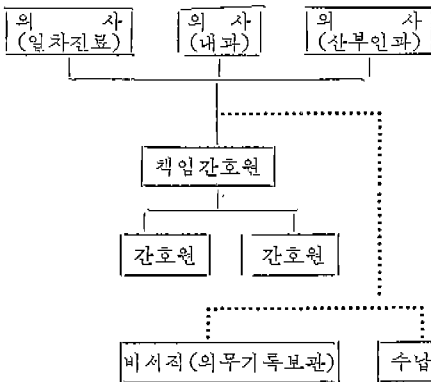 의 사
(일차진료)
의 사
(내과)
의 사
(산부인과)
책임간호원
간호원
간호원
비서직(의무기록보관)
수납